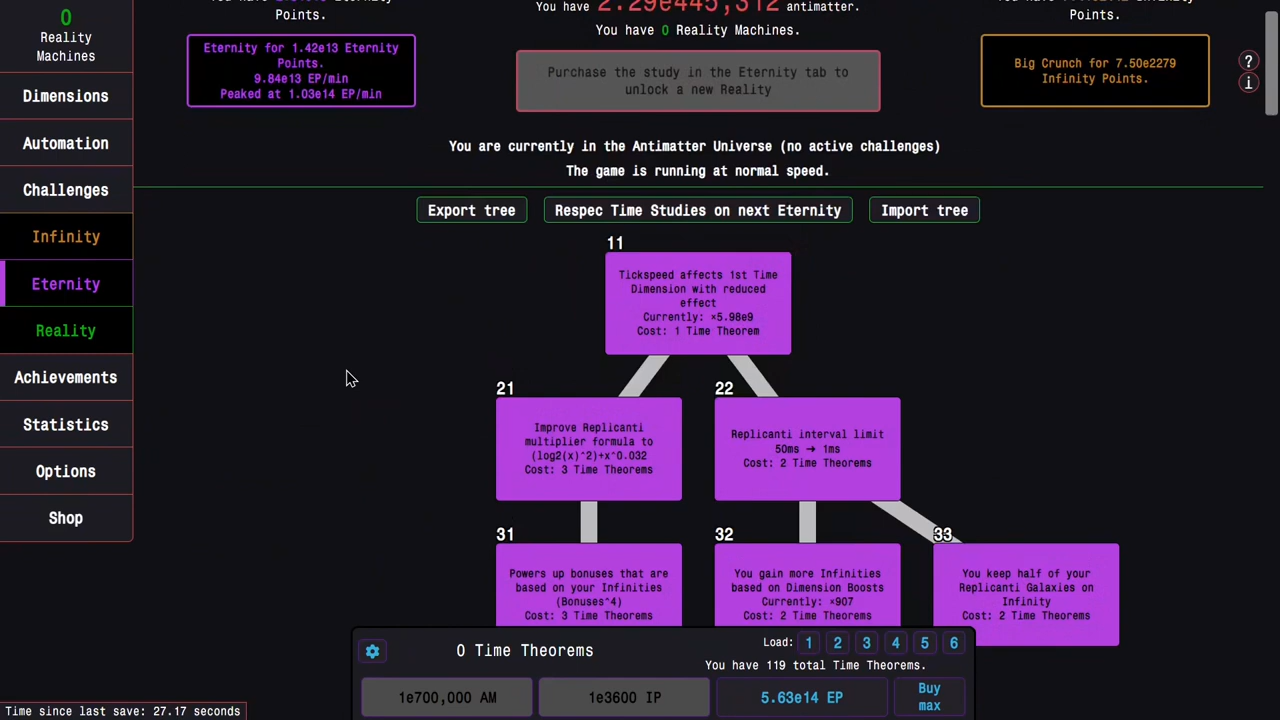 0
Reality
Machines
Dimensions
Automation
Challenges
Infinity
Eternity
Reality
Achievements
Statistics
Options
Shop
Points.
Eternity for 1.42e13 Eternity
Points.
9.84e13 EP/min
Peaked at 1.03e14 EP/min
You have 2.29e445,312 antimatter.
You have 0 Reality Machines.
Purchase the study in the Eternity tab to
unlock a new Reality
Points.
Big Crunch for 7.50e2279
Infinity Points.
?
i
You are currently in the Antimatter Universe (no active challenges)
The game is running at normal speed.
Export tree
Respec Time Studies on next Eternity
Import tree
11
Tickspeed affects 1st Time
Dimension with reduced
effect
Currently: ×5.98e9
Cost: 1 Time Theorem
21
Improve Replicanti
multiplier formula to
(log2(x)^2)+x^0.032
Cost: 3 Time Theorems
22
Replicanti interval limit
50ms → 1ms
Cost: 2 Time Theorems
31
Powers up bonuses that are
based on your Infinities
(Bonuses^4)
Cost: 3 Time Theorems
32
You gain more Infinities
based on Dimension Boosts
Currently: ×907
Cost: 2 Time Theorems
33
You keep half of your
Replicanti Galaxies on
Infinity
Cost: 2 Time Theorems
0 Time Theorems
Load: 1 2 3 4 5 6
You have 119 total Time Theorems.
1e700,000 AM
1e3600 IP
5.63e14 EP
Buy
max
Time since last save: 27.17 seconds